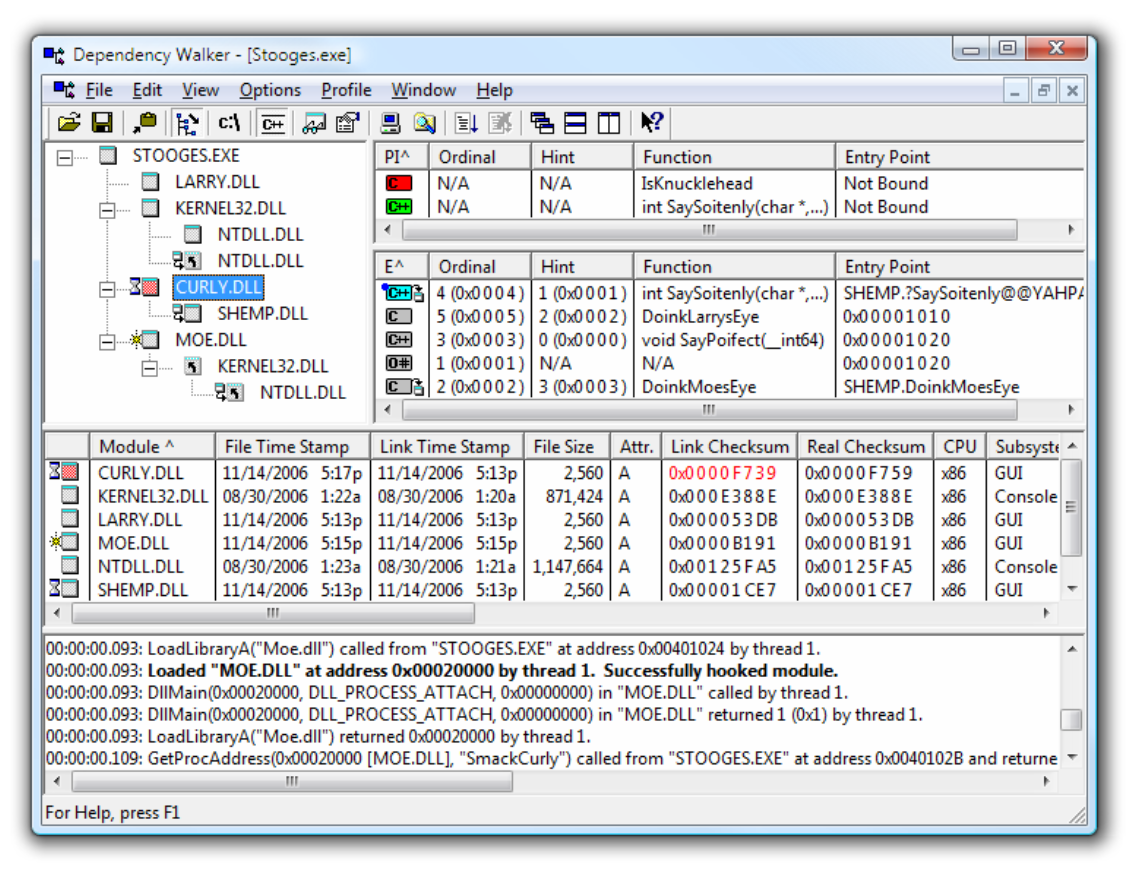 Dependency Walker - [Stooges.exe]
File Edit View Options Profile Window Help
C:\ C++
STOOGES.EXE
LARRY.DLL
KERNEL32.DLL
NTDLL.DLL
NTDLL.DLL
CURLY.DLL
SHEMP.DLL
MOE.DLL
KERNEL32.DLL
NTDLL.DLL
PI^ Ordinal Hint Function Entry Point
C N/A N/A IsKnucklehead Not Bound
C++ N/A N/A int SaySoitenly(char *,...) Not Bound
E^ Ordinal Hint Function Entry Point
C++ 4 (0x0004) 1 (0x0001) int SaySoitenly(char *,...) SHEMP.?SaySoitenly@@YAHPA
C 5 (0x0005) 2 (0x0002) DoinkLarrysEye 0x00001010
C++ 3 (0x0003) 0 (0x0000) void SayPoifect(__int64) 0x00001020
O# 1 (0x0001) N/A N/A 0x00001020
C 2 (0x0002) 3 (0x0003) DoinkMoesEye SHEMP.DoinkMoesEye
Module ^ File Time Stamp Link Time Stamp File Size Attr. Link Checksum Real Checksum CPU Subsyste
CURLY.DLL 11/14/2006 5:17p 11/14/2006 5:13p 2,560 A 0x0000F739 0x0000F759 x86 GUI
KERNEL32.DLL 08/30/2006 1:22a 08/30/2006 1:20a 871,424 A 0x000E388E 0x000E388E x86 Console
LARRY.DLL 11/14/2006 5:13p 11/14/2006 5:13p 2,560 A 0x000053DB 0x000053DB x86 GUI
MOE.DLL 11/14/2006 5:15p 11/14/2006 5:15p 2,560 A 0x0000B191 0x0000B191 x86 GUI
NTDLL.DLL 08/30/2006 1:23a 08/30/2006 1:21a 1,147,664 A 0x00125FA5 0x00125FA5 x86 Console
SHEMP.DLL 11/14/2006 5:13p 11/14/2006 5:13p 2,560 A 0x00001CE7 0x00001CE7 x86 GUI
00:00:00.093: LoadLibraryA("Moe.dll") called from "STOOGES.EXE" at address 0x00401024 by thread 1.
00:00:00.093: Loaded "MOE.DLL" at address 0x00020000 by thread 1. Successfully hooked module.
00:00:00.093: DllMain(0x00020000, DLL_PROCESS_ATTACH, 0x00000000) in "MOE.DLL" called by thread 1.
00:00:00.093: DllMain(0x00020000, DLL_PROCESS_ATTACH, 0x00000000) in "MOE.DLL" returned 1 (0x1) by thread 1.
00:00:00.093: LoadLibraryA("Moe.dll") returned 0x00020000 by thread 1.
00:00:00.109: GetProcAddress(0x00020000 [MOE.DLL], "SmackCurly") called from "STOOGES.EXE" at address 0x0040102B and returne
For Help, press F1